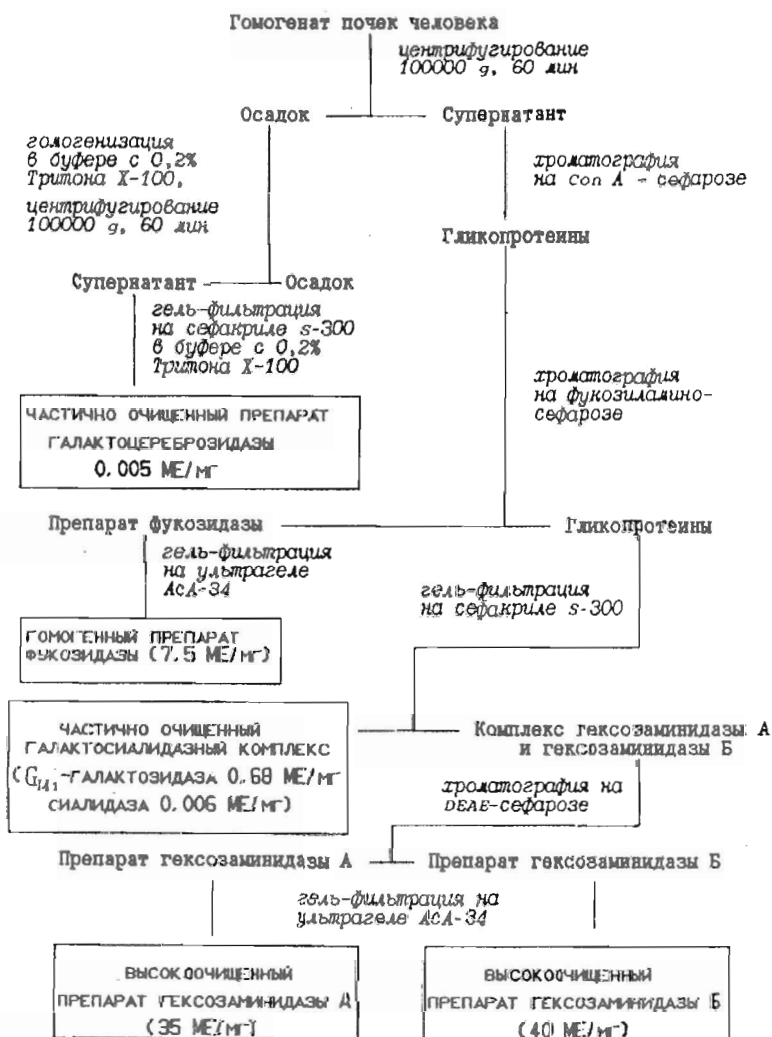 Гомогенат почек человека
центрифугирование
100000 g, 60 мин
Осадок
Супернатант
гомогенизация
в буфере с 0,2%
Тритона X-100,
центрифугирование
100000 g, 60 мин
хроматография
на Con A - сефарозе
Гликопротеины
Супернатант
Осадок
гель-фильтрация
на сефакриле s-300
в буфере с 0,2%
Тритона X-100
хроматография
на фукозиламино-
сефарозе
ЧАСТИЧНО ОЧИЩЕННЫЙ ПРЕПАРАТ
ГАЛАКТОЦЕРЕБРОЗИДАЗЫ
0.005 МЕ/мг
Препарат фукозидазы
Гликопротеины
гель-фильтрация
на ультрагеле
AcA-34
гель-фильтрация
на сефакриле s-300
ГОМОГЕННЫЙ ПРЕПАРАТ
ФУКОЗИДАЗЫ (7.5 МЕ/мг)
ЧАСТИЧНО ОЧИЩЕННЫЙ
ГАЛАКТОСИАЛИДАЗНЫЙ КОМПЛЕКС
(GM1-ГАЛАКТОЗИДАЗА 0.68 МЕ/мг
СИАЛИДАЗА 0.006 МЕ/мг)
Комплекс гексозаминидазы А
и гексозаминидазы Б
хроматография на
DEAE-сефарозе
Препарат гексозаминидазы А
Препарат гексозаминидазы Б
гель-фильтрация на
ультрагеле AcA-34
ВЫСОКООЧИЩЕННЫЙ
ПРЕПАРАТ ГЕКСОЗАМИНИДАЗЫ А
(35 МЕ/мг)
ВЫСОКООЧИЩЕННЫЙ
ПРЕПАРАТ ГЕКСОЗАМИНИДАЗЫ Б
(40 МЕ/мг)